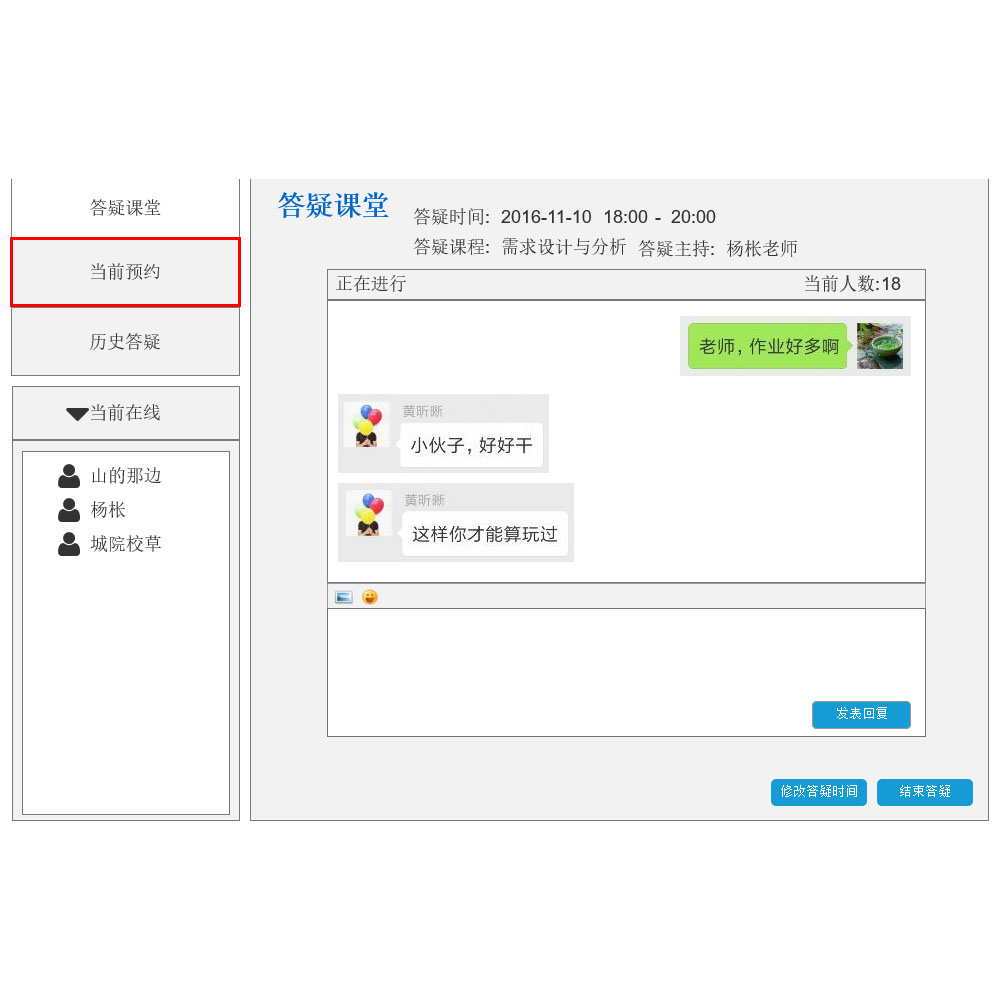 答疑课堂
当前预约
历史答疑
当前在线
山的那边
杨枨
城院校草
答疑课堂
答疑时间: 2016-11-10 18:00 - 20:00
答疑课程: 需求设计与分析 答疑主持: 杨枨老师
正在进行 当前人数:18
老师，作业好多啊
黄昕晰
小伙子，好好干
黄昕晰
这样你才能算玩过
发表回复
修改答疑时间 结束答疑